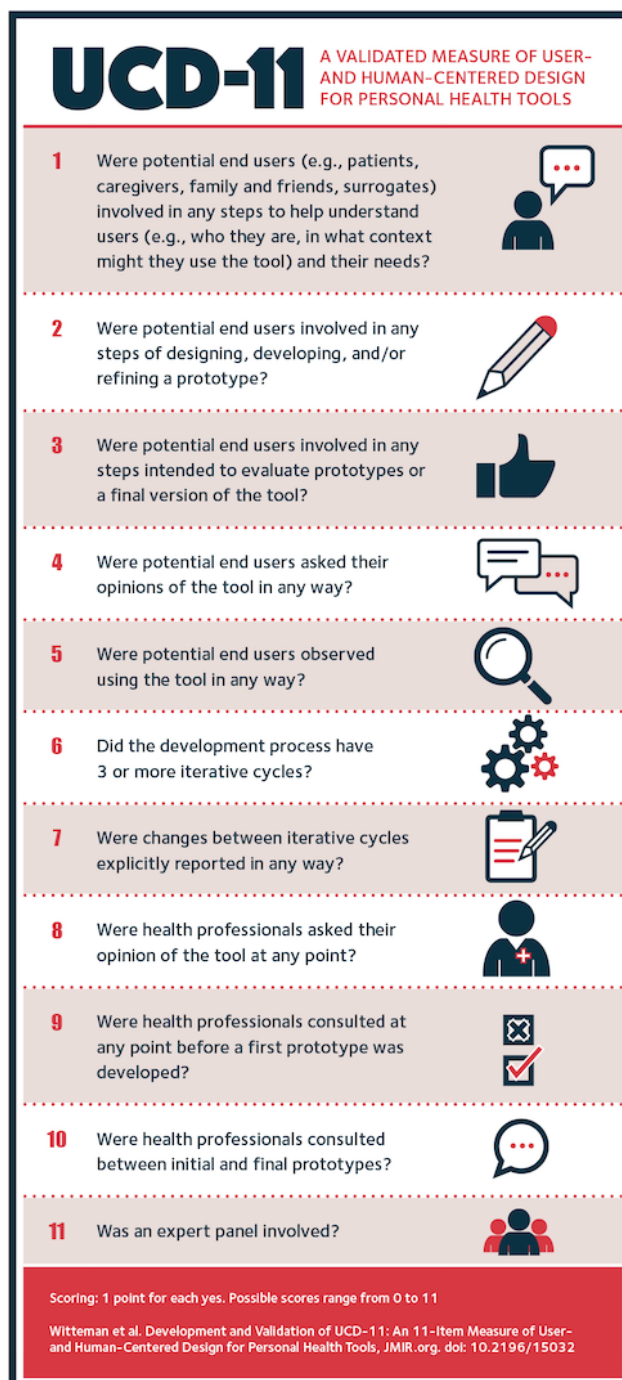 UCD-11
A VALIDATED MEASURE OF USER-
AND HUMAN-CENTERED DESIGN
FOR PERSONAL HEALTH TOOLS
1
Were potential end users (e.g., patients,
caregivers, family and friends, surrogates)
involved in any steps to help understand
users (e.g., who they are, in what context
might they use the tool) and their needs?
2
Were potential end users involved in any
steps of designing, developing, and/or
refining a prototype?
3
Were potential end users involved in any
steps intended to evaluate prototypes or
a final version of the tool?
4
Were potential end users asked their
opinions of the tool in any way?
5
Were potential end users observed
using the tool in any way?
6
Did the development process have
3 or more iterative cycles?
7
Were changes between iterative cycles
explicitly reported in any way?
8
Were health professionals asked their
opinion of the tool at any point?
9
Were health professionals consulted at
any point before a first prototype was
developed?
10
Were health professionals consulted
between initial and final prototypes?
11
Was an expert panel involved?
Scoring: 1 point for each yes. Possible scores range from 0 to 11
Witteman et al. Development and Validation of UCD-11: An 11-Item Measure of User-
and Human-Centered Design for Personal Health Tools, JMIR.org. doi: 10.2196/15032